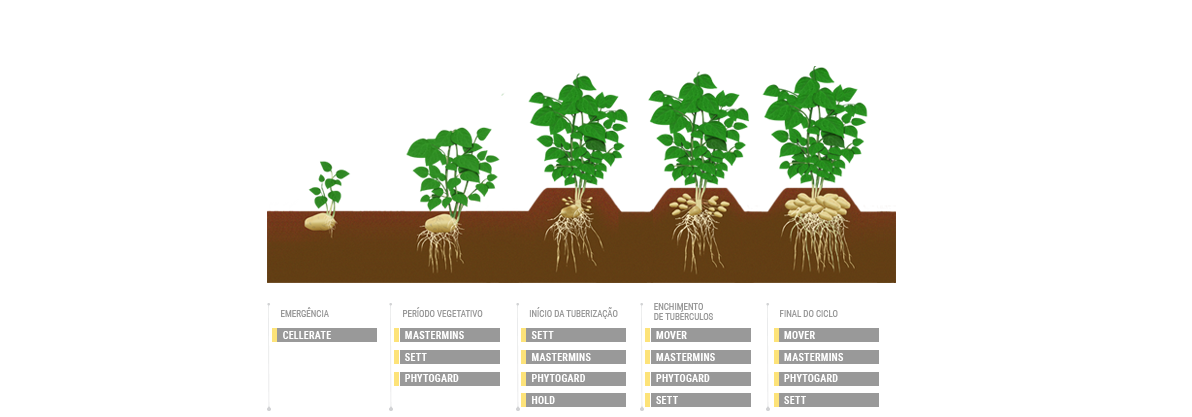 EMERGÊNCIA
CELLERATE
PERÍODO VEGETATIVO
MASTERMINS
SETT
PHYTOGARD
INÍCIO DA TUBERIZAÇÃO
SETT
MASTERMINS
PHYTOGARD
HOLD
ENCHIMENTO
DE TUBÉRCULOS
MOVER
MASTERMINS
PHYTOGARD
SETT
FINAL DO CICLO
MOVER
MASTERMINS
PHYTOGARD
SETT